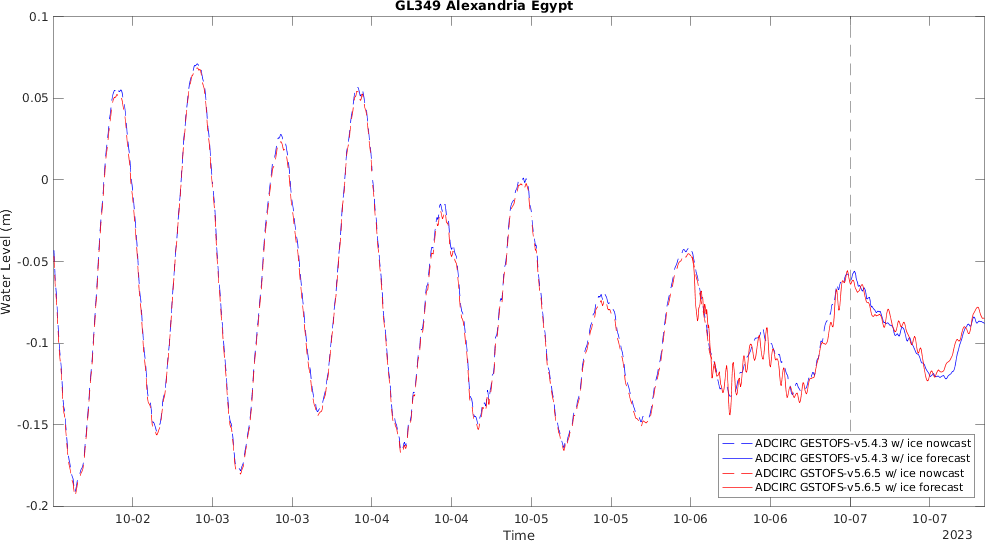 GL349 Alexandria Egypt
0.1
0.05
0
-0.05
-0.1
-0.15
-0.2
Water Level (m)
10-02
10-03
10-03
10-04
10-04
10-05
10-05
10-06
10-06
10-07
10-07
Time
2023
ADCIRC GESTOFS-v5.4.3 w/ ice nowcast
ADCIRC GESTOFS-v5.4.3 w/ ice forecast
ADCIRC GSTOFS-v5.6.5 w/ ice nowcast
ADCIRC GSTOFS-v5.6.5 w/ ice forecast